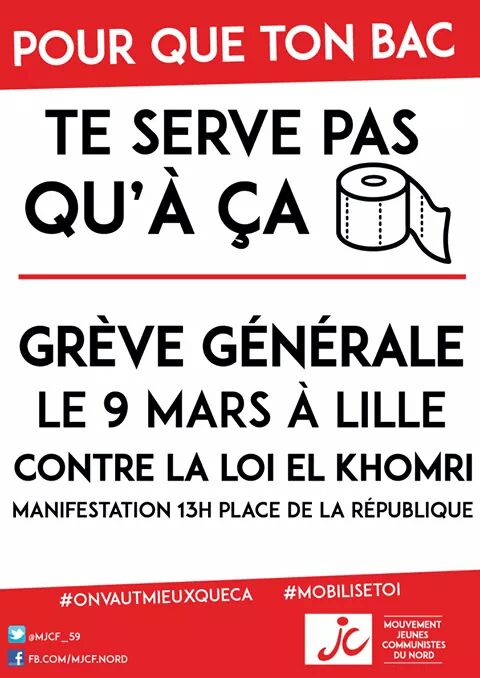 POUR QUE TON BAC
TE SERVE PAS
QU'À ÇA
GRÈVE GÉNÉRALE
LE 9 MARS À LILLE
CONTRE LA LOI EL KHOMRI
MANIFESTATION 13H PLACE DE LA RÉPUBLIQUE
#ONVAUTMIEUXQUECA #MOBILISETOI
@MJCF_59
FB.COM/MJCF.NORD
jc
MOUVEMENT
JEUNES
COMMUNISTES
DU NORD